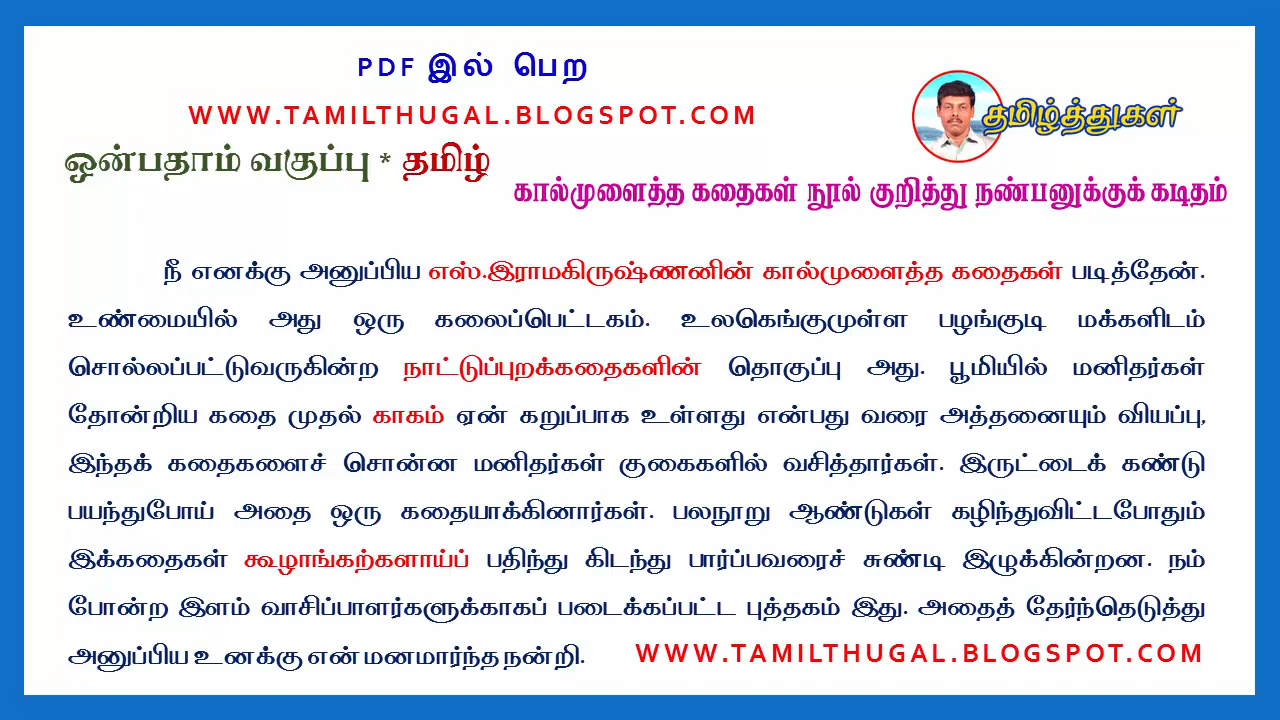 PDF இல் பெற
WWW.TAMILTHUGAL.BLOGSPOT.COM
தமிழ்த்துகள்
ஒன்பதாம் வகுப்பு * தமிழ்
கால்முளைத்த கதைகள் நூல் குறித்து நண்பனுக்குக் கடிதம்
நீ எனக்கு அனுப்பிய எஸ்.இராமகிருஷ்ணனின் கால்முளைத்த கதைகள் படித்தேன்.
உண்மையில் அது ஒரு கலைப்பெட்டகம். உலகெங்குமுள்ள பழங்குடி மக்களிடம்
சொல்லப்பட்டுவருகின்ற நாட்டுப்புறக்கதைகளின் தொகுப்பு அது. பூமியில் மனிதர்கள்
தோன்றிய கதை முதல் காகம் ஏன் கறுப்பாக உள்ளது என்பது வரை அத்தனையும் வியப்பு,
இந்தக் கதைகளைச் சொன்ன மனிதர்கள் குகைகளில் வசித்தார்கள். இருட்டைக் கண்டு
பயந்துபோய் அதை ஒரு கதையாக்கினார்கள். பலநூறு ஆண்டுகள் கழிந்துவிட்டபோதும்
இக்கதைகள் கூழாங்கற்களாய்ப் பதிந்து கிடந்து பார்ப்பவரைச் சுண்டி இழுக்கின்றன. நம்
போன்ற இளம் வாசிப்பாளர்களுக்காகப் படைக்கப்பட்ட புத்தகம் இது. அதைத் தேர்ந்தெடுத்து
அனுப்பிய உனக்கு என் மனமார்ந்த நன்றி. WWW.TAMILTHUGAL.BLOGSPOT.COM